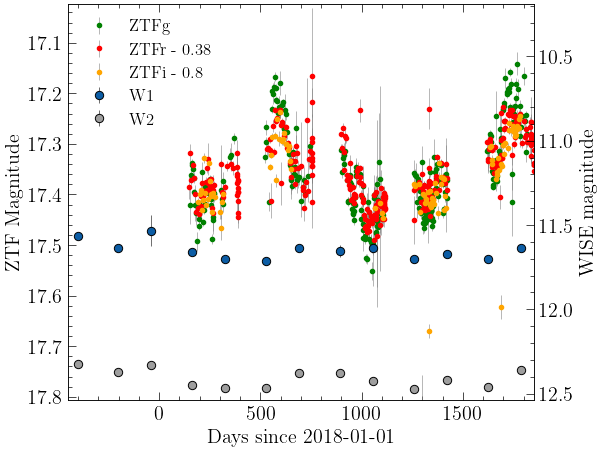 ZTFg
ZTFr - 0.38
ZTFi - 0.8
W1
W2
17.1
17.2
17.3
17.4
17.5
17.6
17.7
17.8
ZTF Magnitude
10.5
11.0
11.5
12.0
12.5
WISE magnitude
0
500
1000
1500
Days since 2018-01-01